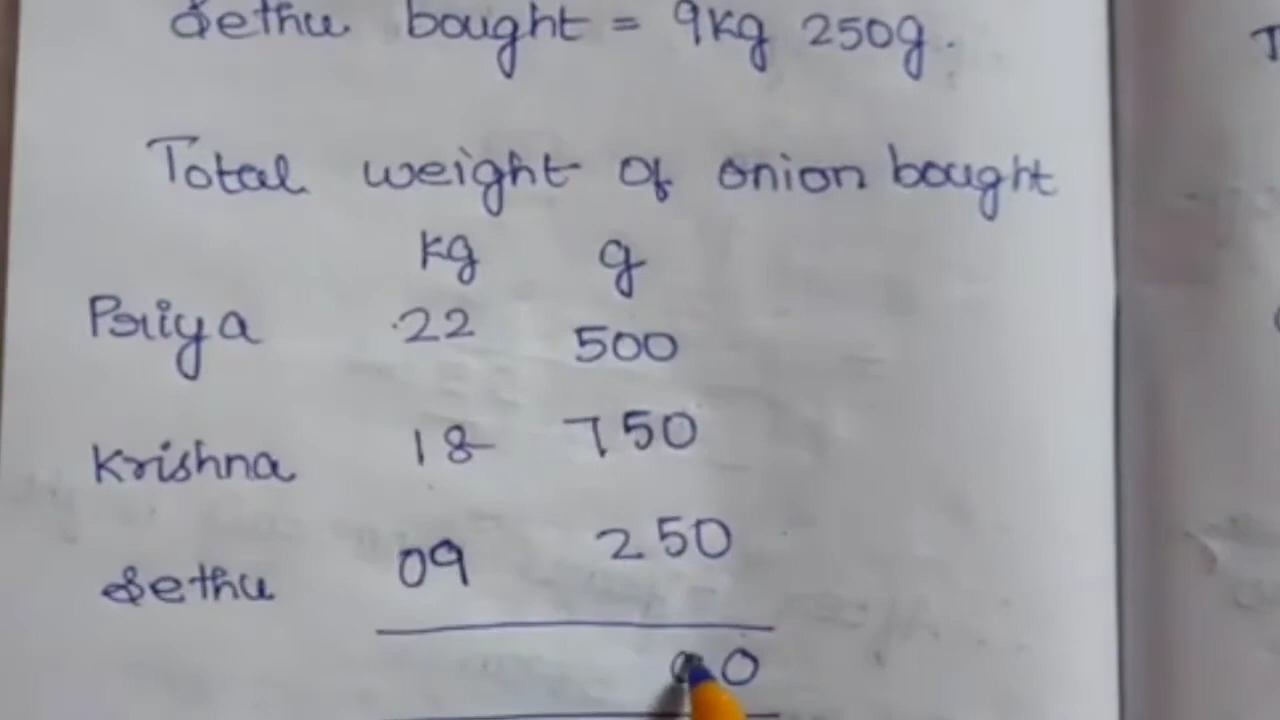 Sethu bought = 9kg 250g.
Total weight of onion bought
kg g
Priya 22 500
Krishna 18 750
Sethu 09 250
00